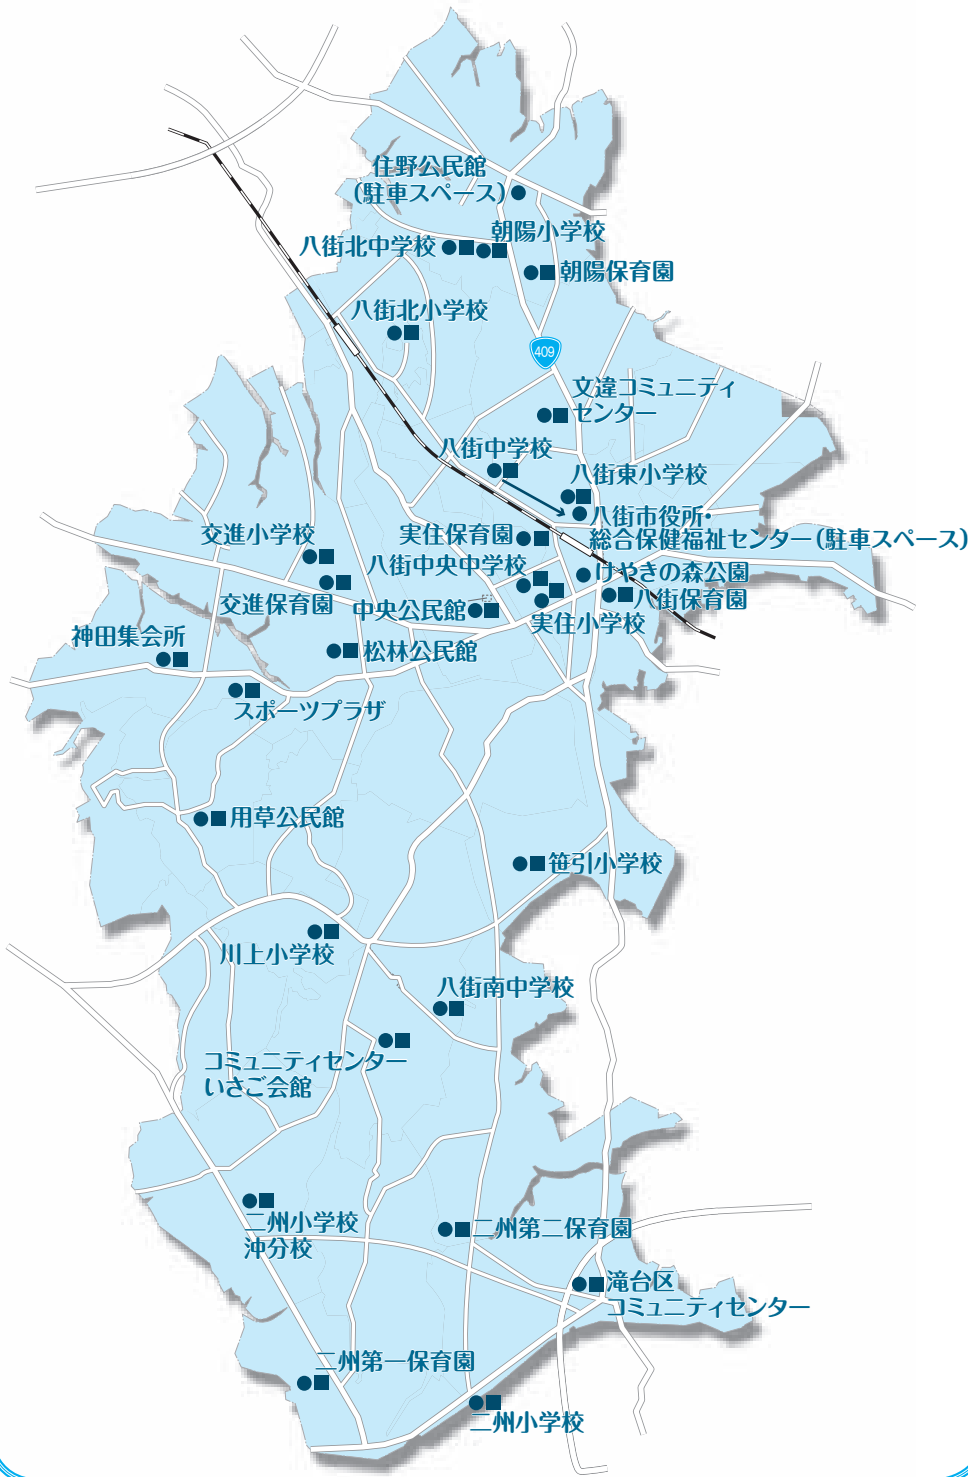 住野公民館
(駐車スペース)
朝陽小学校
八街北中学校
朝陽保育園
八街北小学校
409
文違コミュニティ
センター
八街中学校
八街東小学校
八街市役所・
総合保健福祉センター(駐車スペース)
交進小学校
実住保育園
八街中央中学校
けやきの森公園
八街保育園
交進保育園
中央公民館
実住小学校
神田集会所
松林公民館
スポーツプラザ
用草公民館
笹引小学校
川上小学校
八街南中学校
コミュニティセンター
いさご会館
二州小学校
沖分校
二州第二保育園
滝台区
コミュニティセンター
二州第一保育園
二州小学校